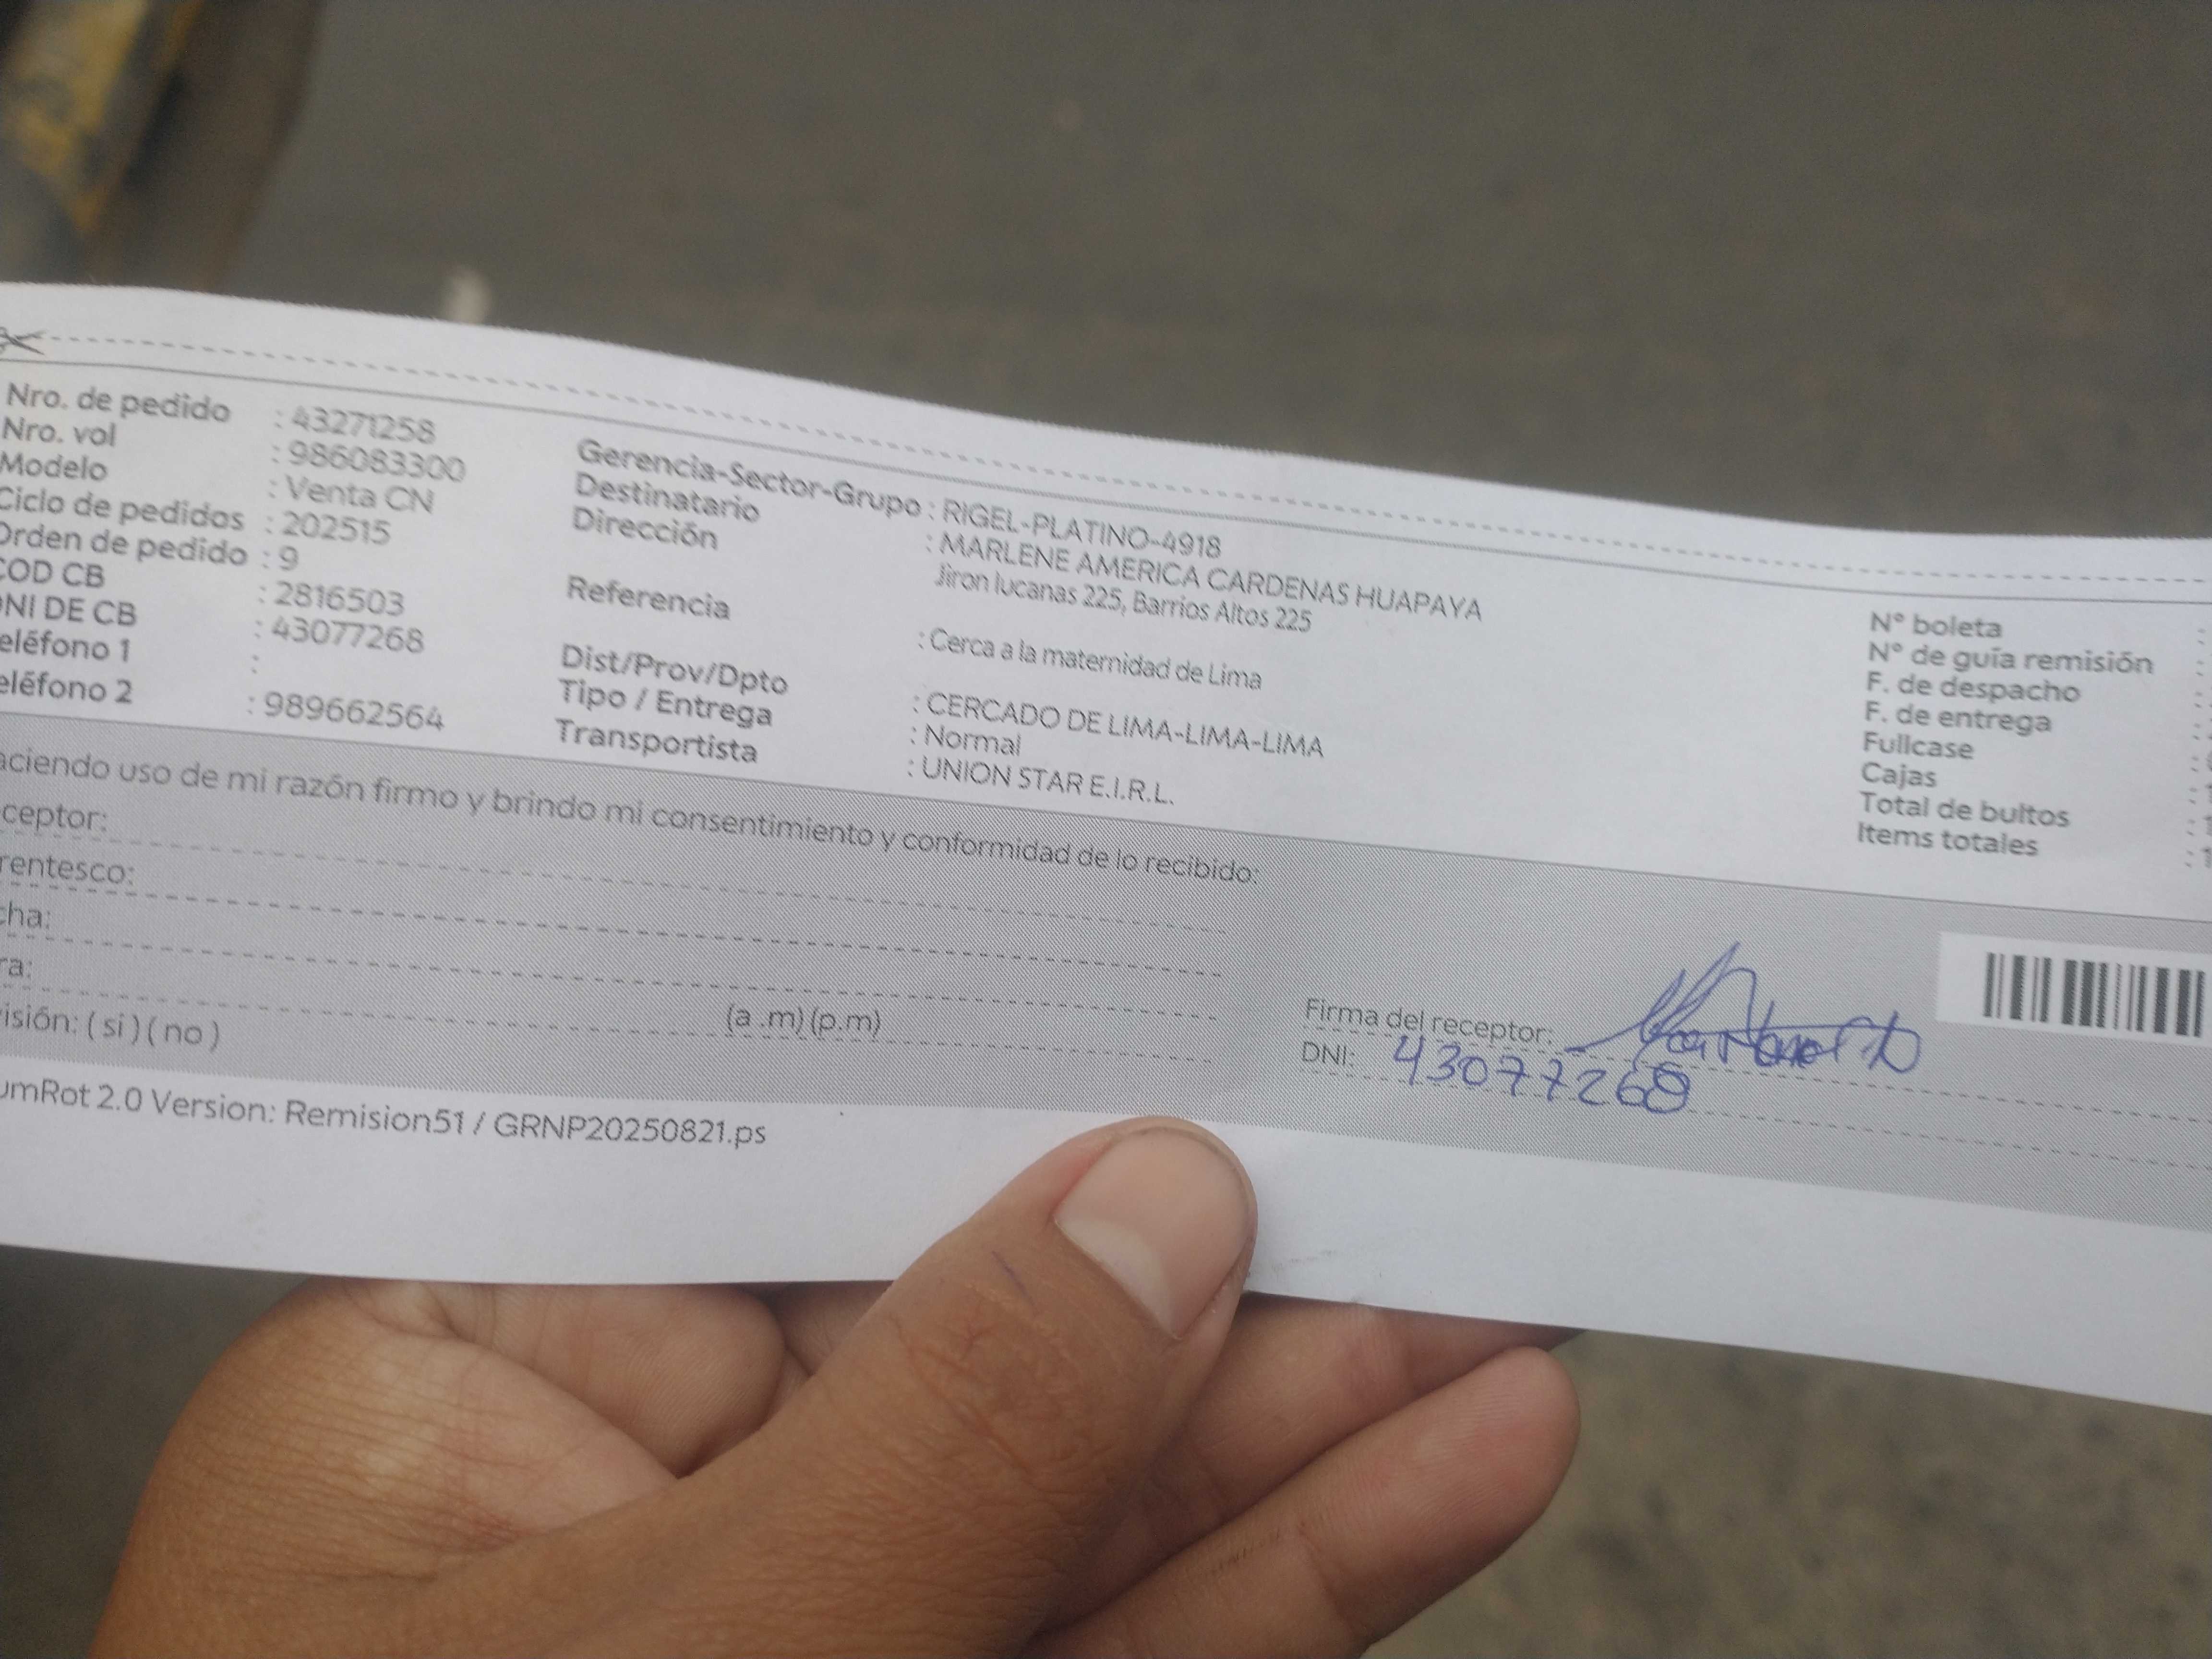 Nro. de pedido : 43271258
Nro. vol : 986083300
Modelo : Venta CN
Ciclo de pedidos : 202515
Orden de pedido : 9
COD CB : 2816503
DNI DE CB : 43077268
eléfono 1 :
eléfono 2 : 989662564
Gerencia-Sector-Grupo : RIGEL-PLATINO-4918
Destinatario : MARLENE AMERICA CARDENAS HUAPAYA
Dirección Jiron lucanas 225, Barrios Altos 225
Referencia : Cerca a la maternidad de Lima
Dist/Prov/Dpto : CERCADO DE LIMA-LIMA-LIMA
Tipo / Entrega : Normal
Transportista : UNION STAR E.I.R.L.
N° boleta :
N° de guía remisión :
F. de despacho :
F. de entrega :
Fullcase :
Cajas : 1
Total de bultos : 1
Items totales : 1
aciendo uso de mi razón firmo y brindo mi consentimiento y conformidad de lo recibido:
ceptor:
rentesco:
cha:
ra: (a .m) (p.m)
isión: ( si ) ( no )
Firma del receptor:
DNI: 43077268
umRot 2.0 Version: Remision51 / GRNP20250821.ps